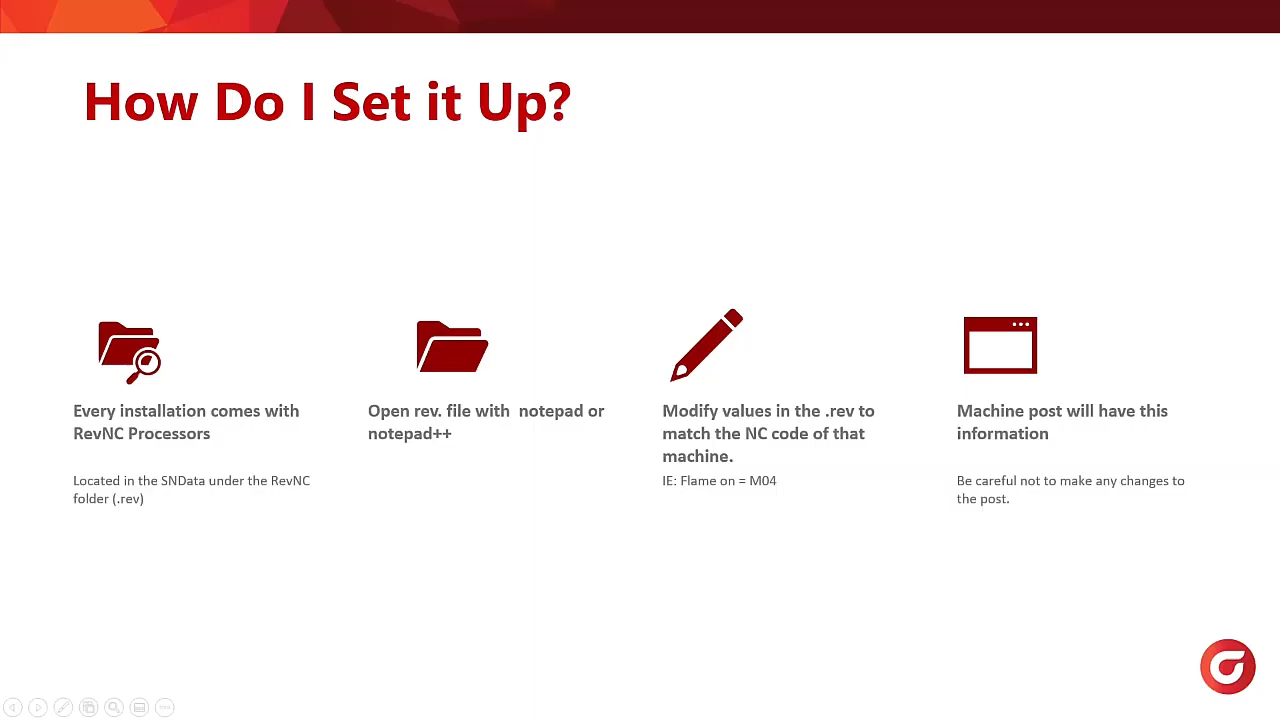 How Do I Set it Up?
Every installation comes with
RevNC Processors
Located in the SNData under the RevNC
folder (.rev)
Open rev. file with  notepad or
notepad++
Modify values in the .rev to
match the NC code of that
machine.
IE: Flame on = M04
Machine post will have this
information
Be careful not to make any changes to
the post.